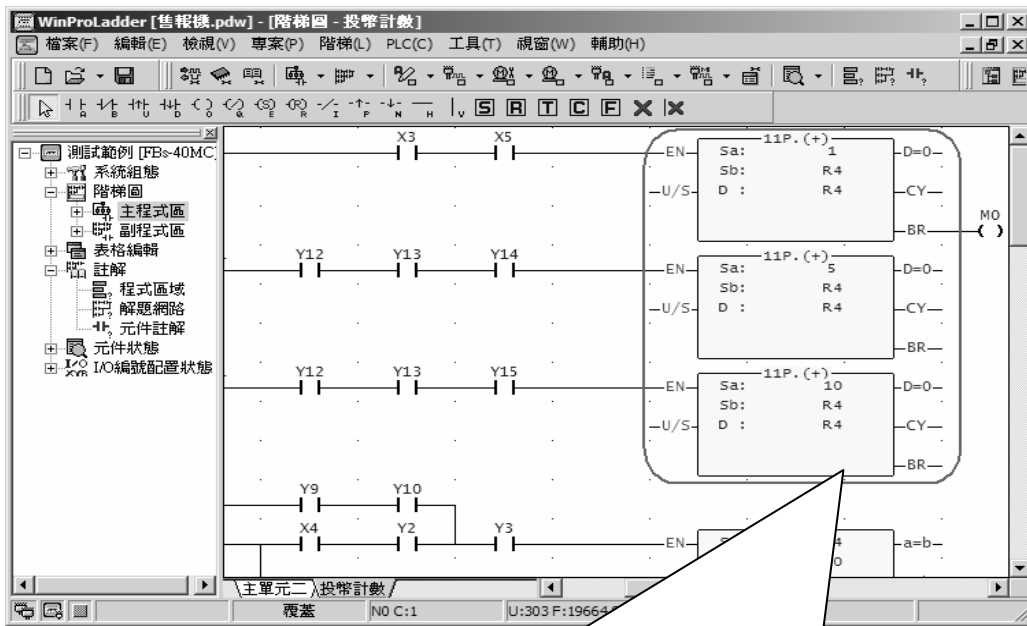 WinProLadder [售報機.pdw] - [階梯圖 - 投幣計數]
檔案(F) 編輯(E) 檢視(V) 專案(P) 階梯(L) PLC(C) 工具(T) 視窗(W) 輔助(H)
A B U D Q E R I P N H V S R T C F
測試範例 [FBs-40MC]
系統組態
階梯圖
主程式區
副程式區
表格編輯
註解
程式區域
解題網路
元件註解
元件狀態
I/O編號配置狀態
X3 X5
11P.(+)
EN Sa: 1 D=0
Sb: R4
U/S D : R4 CY
BR M0
Y12 Y13 Y14
11P.(+)
EN Sa: 5 D=0
Sb: R4
U/S D : R4 CY
BR
Y12 Y13 Y15
11P.(+)
EN Sa: 10 D=0
Sb: R4
U/S D : R4 CY
BR
Y9 Y10
X4 Y2 Y3
EN a=b
主單元二 投幣計數
覆蓋 N0 C:1 U:303 F:19664